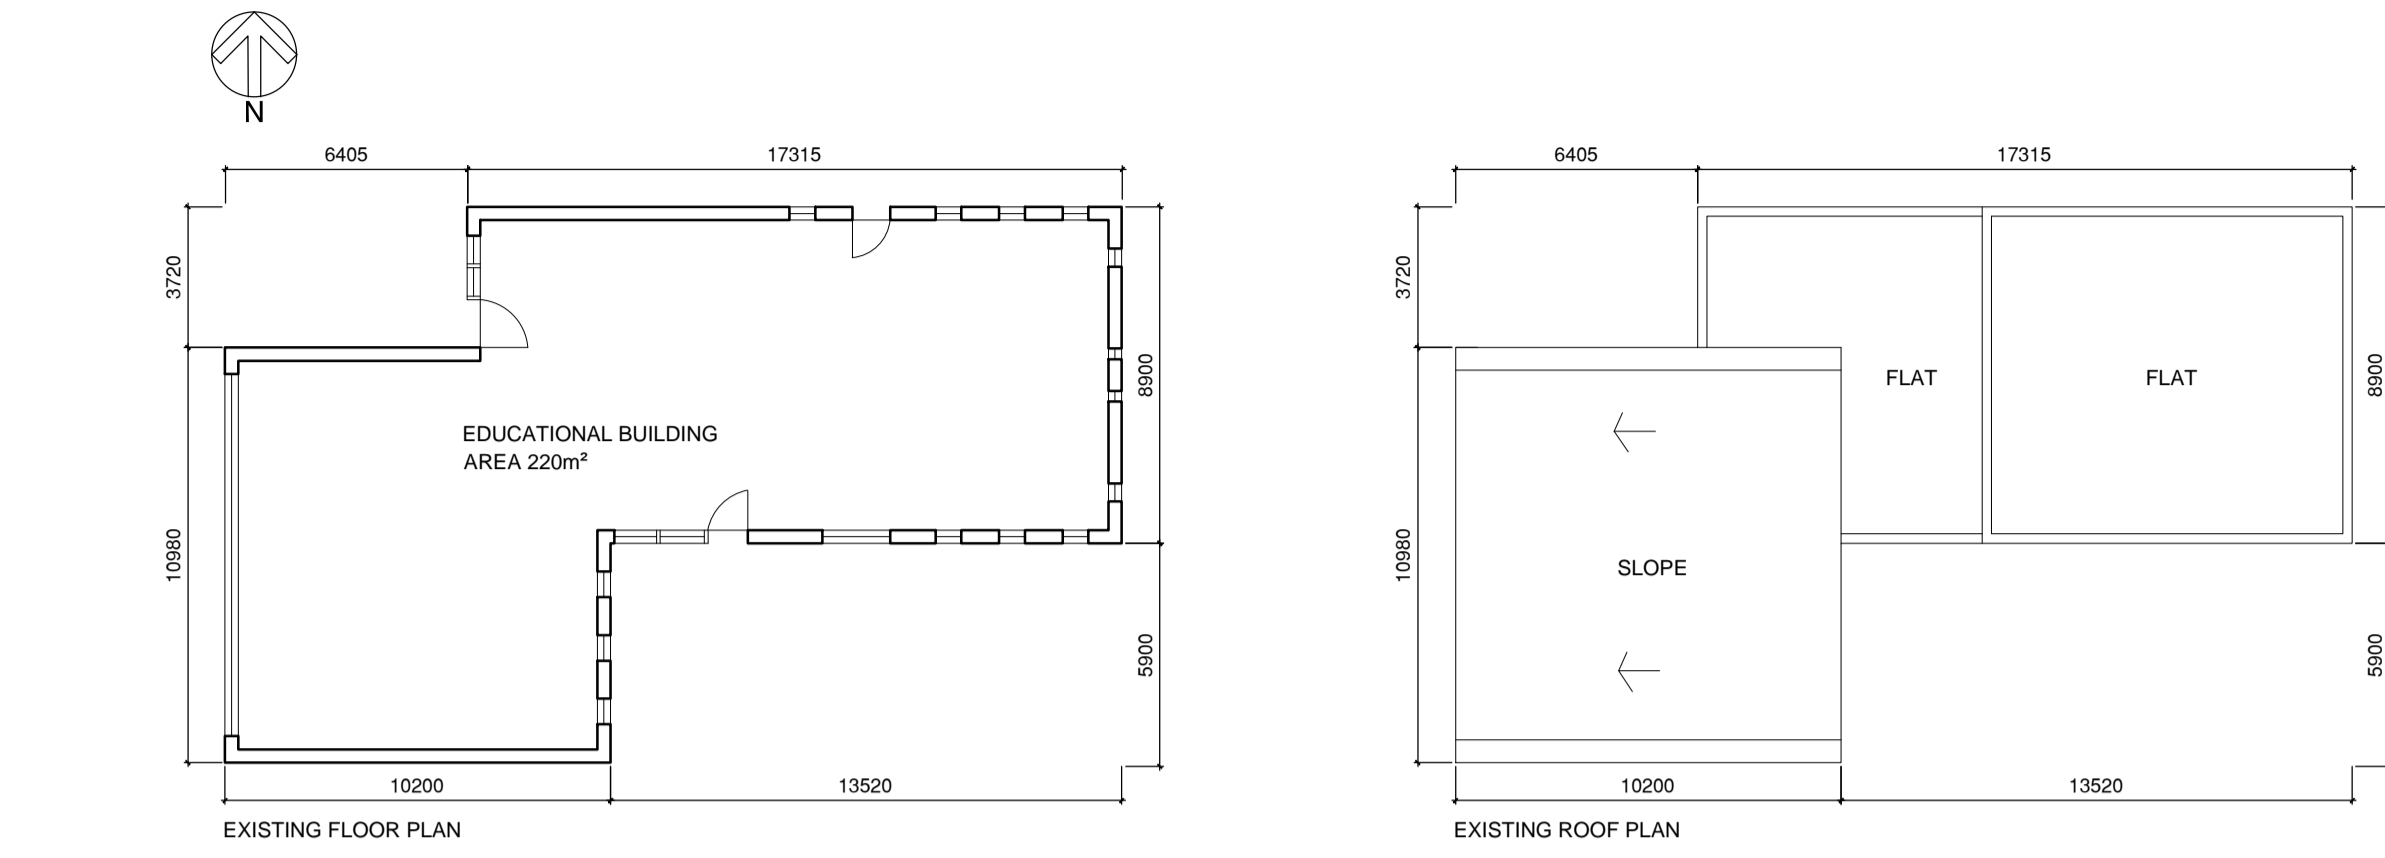 N
6405
17315
3720
10980
8900
5900
EDUCATIONAL BUILDING
AREA 220m²
10200
13520
EXISTING FLOOR PLAN
6405
17315
3720
10980
8900
5900
FLAT
FLAT
SLOPE
10200
13520
EXISTING ROOF PLAN